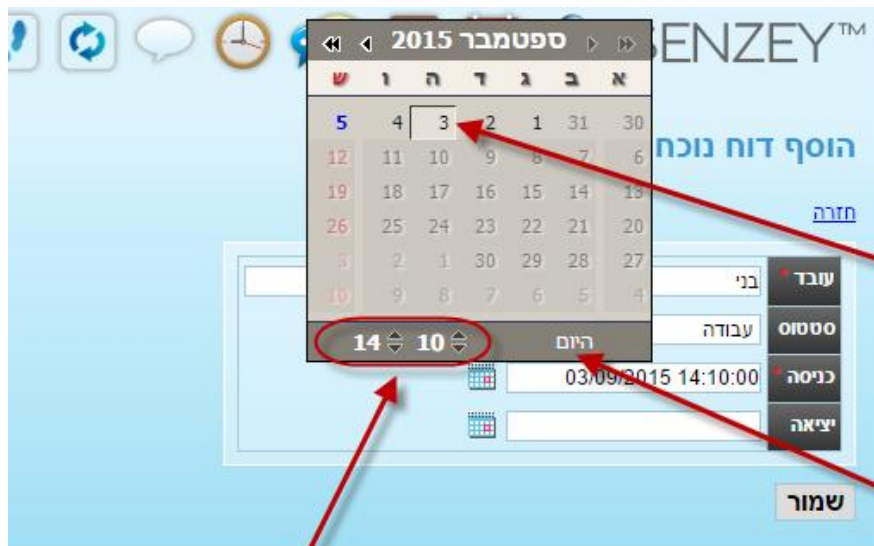 SENZEY™
ספטמבר 2015
א ב ג ד ה ו ש
30 31 1 2 3 4 5
6 7 8 9 10 11 12
13 14 15 16 17 18 19
20 21 22 23 24 25 26
27 28 29 30 1 2 3
4 5 6 7 8 9 10
היום 14 10
הוסף דוח נוכח
חזרה
עובד * בני
סטטוס עבודה
כניסה * 03/09/2015 14:10:00
יציאה
שמור